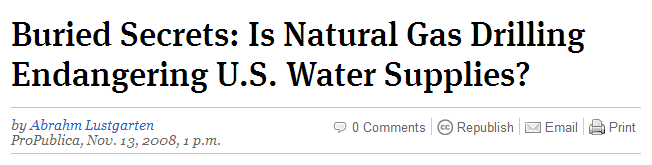 Buried Secrets: Is Natural Gas Drilling
Endangering U.S. Water Supplies?
by Abrahm Lustgarten
ProPublica, Nov. 13, 2008, 1 p.m.
0 Comments cc Republish Email Print